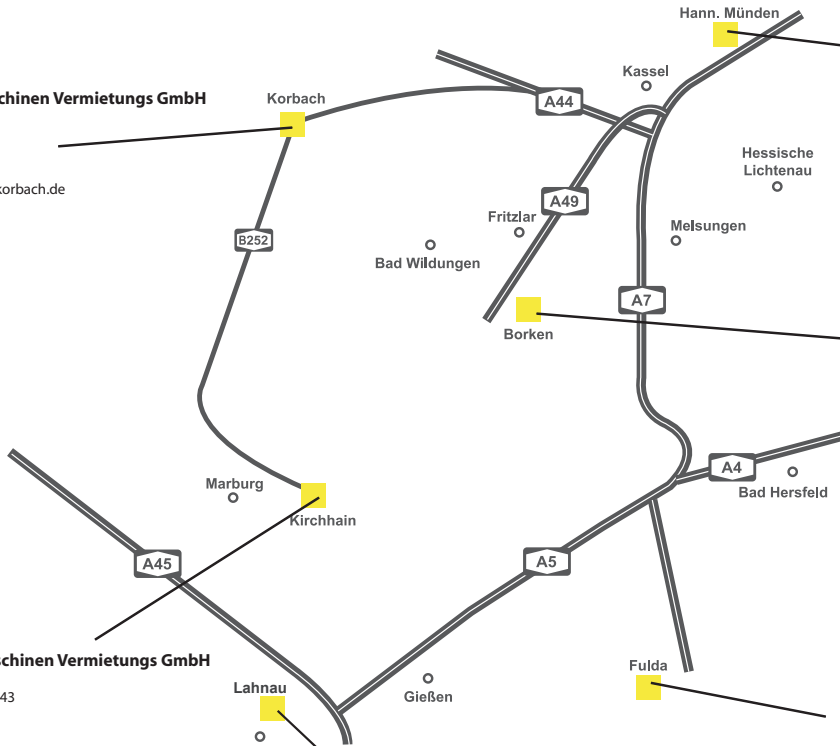 Hann. Münden
Kassel
chinen Vermietungs GmbH
Korbach
A44
Hessische
Lichtenau
korbach.de
A49
Fritzlar
Melsungen
B252
Bad Wildungen
A7
Borken
A4
Marburg
Bad Hersfeld
Kirchhain
A45
A5
schinen Vermietungs GmbH
Fulda
43
Lahnau
Gießen